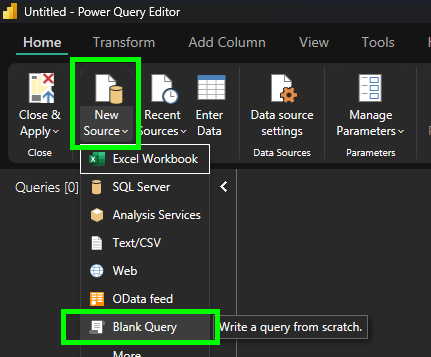 Untitled - Power Query Editor
Home Transform Add Column View Tools
Close & Apply
New Source
Recent Sources
Enter Data
Data source settings
Manage Parameters
Close
Data Sources
Parameters
Queries [0]
Excel Workbook
SQL Server
Analysis Services
Text/CSV
Web
OData feed
Blank Query
Write a query from scratch.
More